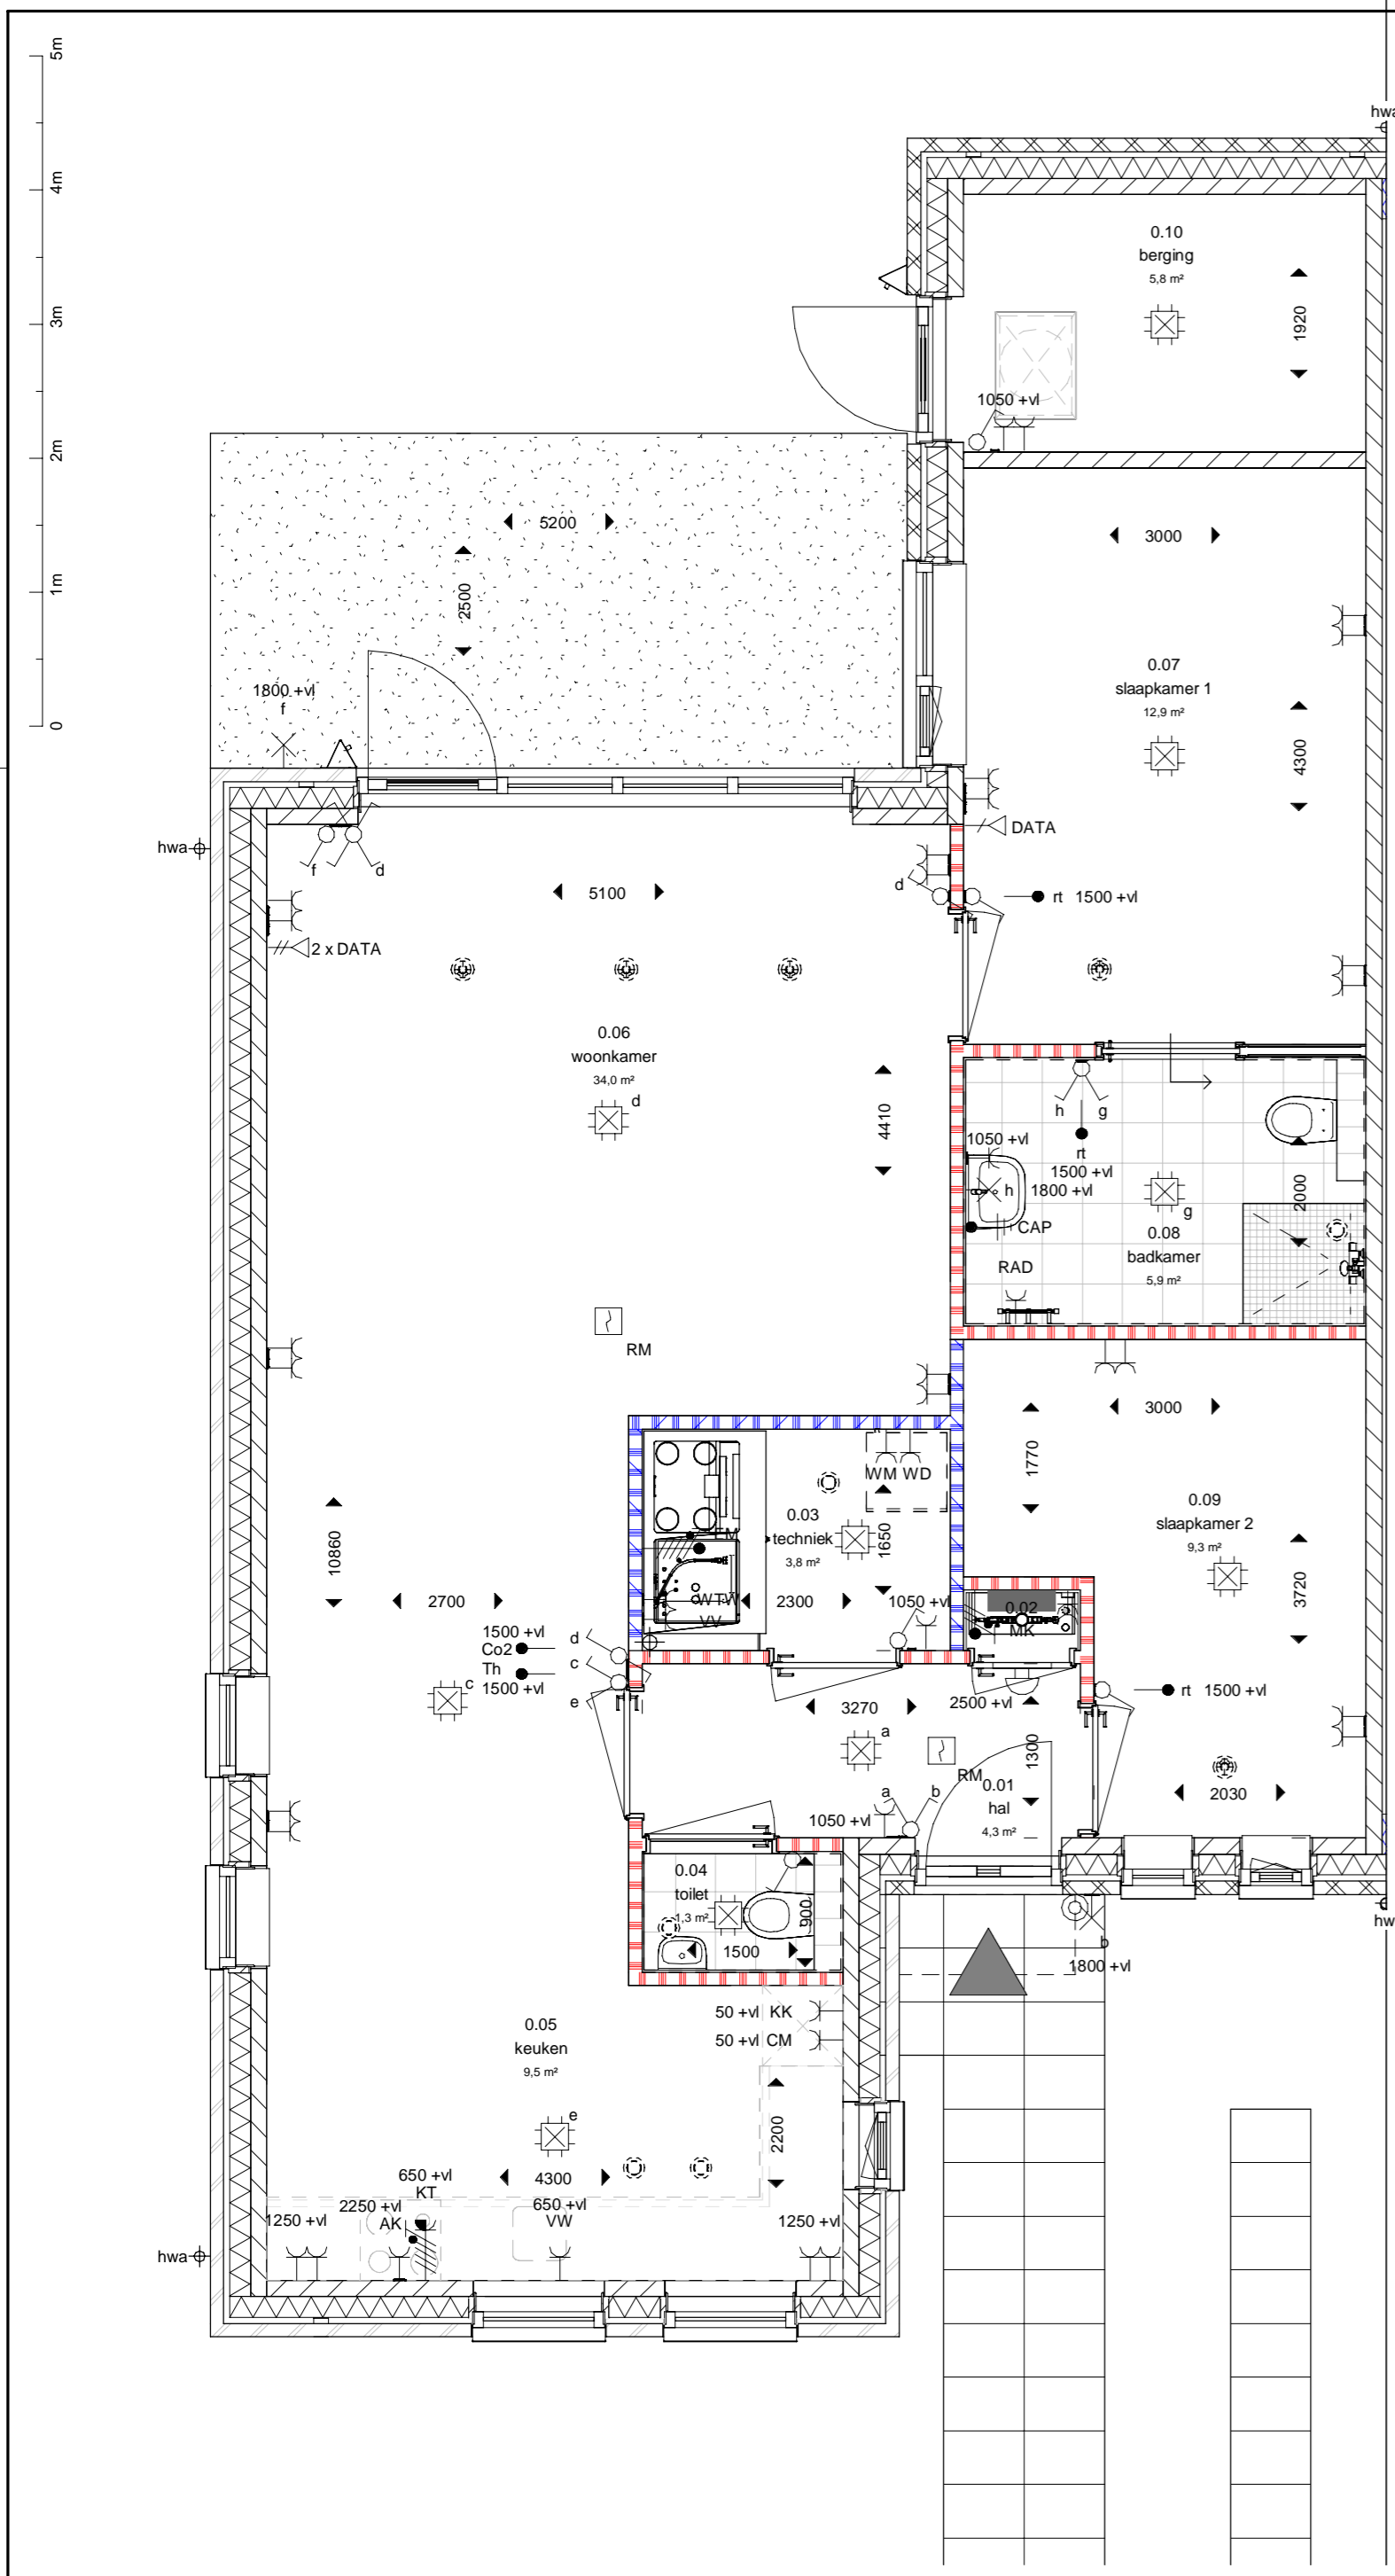 5m
4m
3m
2m
1m
0
hwa
0.10
berging
5,8 m²
1920
1050 +vl
5200
2500
3000
1800 +vl
f
0.07
slaapkamer 1
12,9 m²
4300
DATA
hwa
f
d
5100
d
rt 1500 +vl
2 x DATA
0.06
woonkamer
34,0 m²
d
4410
h
g
rt
1500 +vl
1050 +vl
h
1800 +vl
CAP
g
2000
0.08
badkamer
5,9 m²
RAD
RM
3000
1770
WM WD
0.03
techniek
3,8 m²
1650
0.09
slaapkamer 2
9,3 m²
10860
2700
WTW
VV
2300
1050 +vl
0.02
MK
3720
1500 +vl
Co2
Th
1500 +vl
d
c
e
c
3270
2500 +vl
rt 1500 +vl
a
RM
1300
a
b
0.01
hal
4,3 m²
1050 +vl
2030
0.04
toilet
1,3 m²
900
1500
b
1800 +vl
hw
50 +vl KK
50 +vl CM
0.05
keuken
9,5 m²
e
2200
650 +vl
KT
4300
2250 +vl
AK
650 +vl
VW
1250 +vl
1250 +vl
hwa